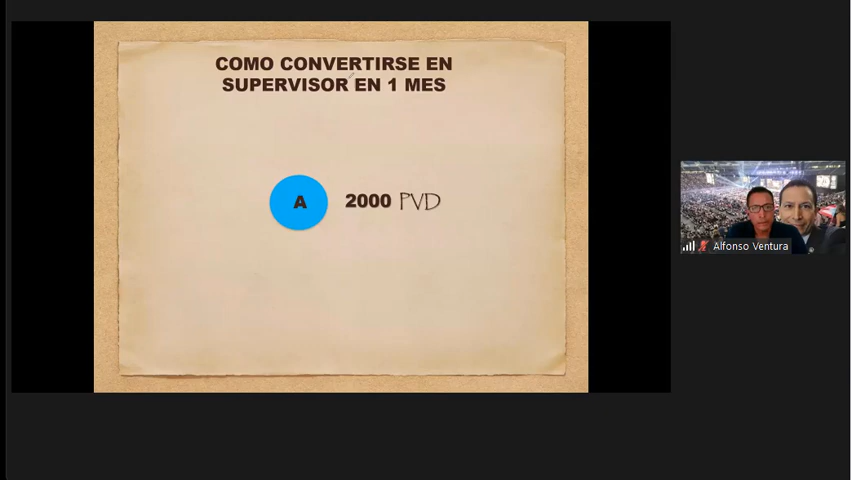 COMO CONVERTIRSE EN
SUPERVISOR EN 1 MES
A 2000 PVD
Alfonso Ventura